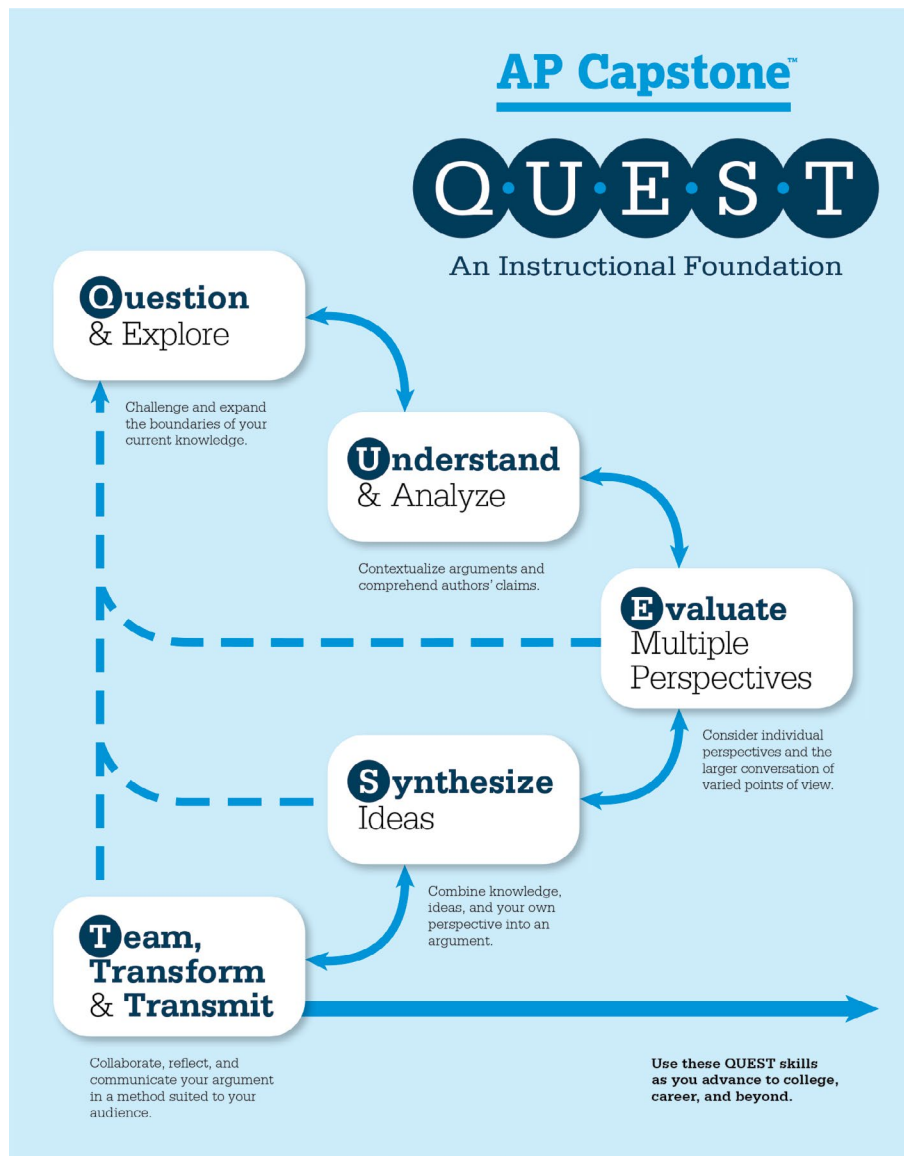 AP Capstone™
Q·U·E·S·T
An Instructional Foundation
Question
& Explore
Challenge and expand
the boundaries of your
current knowledge.
Understand
& Analyze
Contextualize arguments and
comprehend authors' claims.
Evaluate
Multiple
Perspectives
Consider individual
perspectives and the
larger conversation of
varied points of view.
Synthesize
Ideas
Combine knowledge,
ideas, and your own
perspective into an
argument.
Team,
Transform
& Transmit
Collaborate, reflect, and
communicate your argument
in a method suited to your
audience.
Use these QUEST skills
as you advance to college,
career, and beyond.